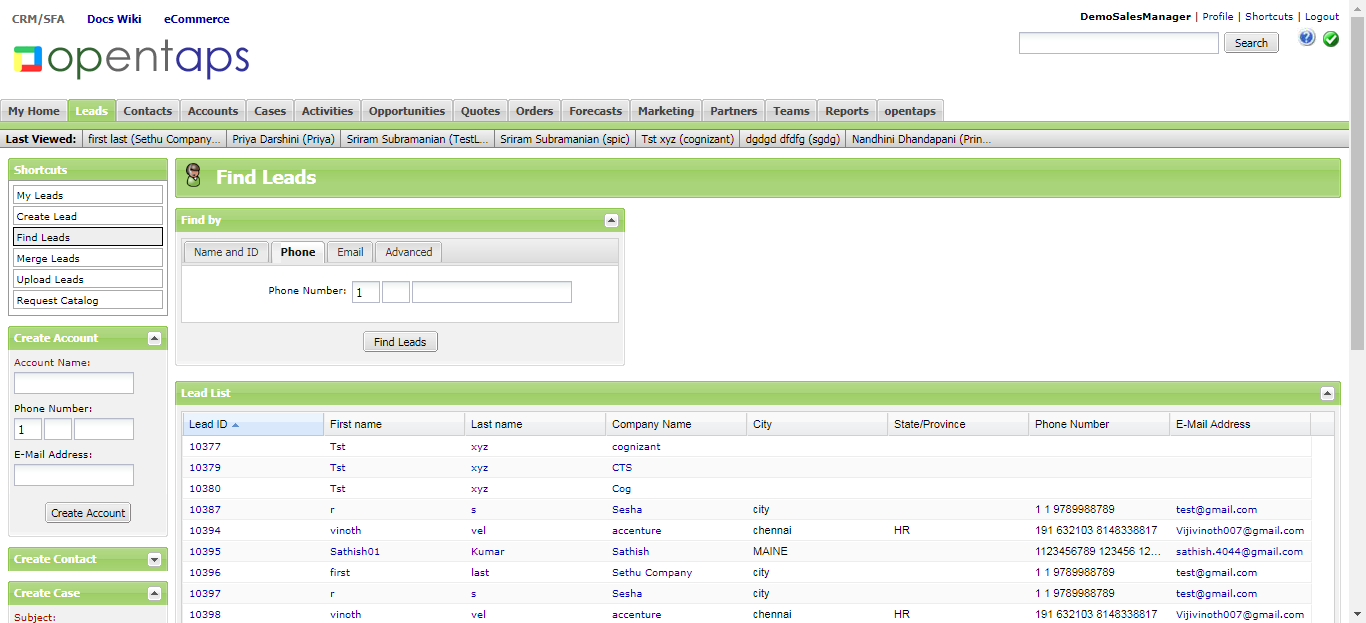 CRM/SFA Docs Wiki eCommerce
DemoSalesManager | Profile | Shortcuts | Logout
opentaps
Search
My Home Leads Contacts Accounts Cases Activities Opportunities Quotes Orders Forecasts Marketing Partners Teams Reports opentaps
Last Viewed: first last (Sethu Company... Priya Darshini (Priya) Sriram Subramanian (TestL... Sriram Subramanian (spic) Tst xyz (cognizant) dgdgd dfdfg (sgdg) Nandhini Dhandapani (Prin...
Shortcuts
My Leads
Create Lead
Find Leads
Merge Leads
Upload Leads
Request Catalog
Create Account
Account Name:
Phone Number:
1
E-Mail Address:
Create Account
Create Contact
Create Case
Subject:
Find Leads
Find by
Name and ID Phone Email Advanced
Phone Number: 1
Find Leads
Lead List
Lead ID First name Last name Company Name City State/Province Phone Number E-Mail Address
10377 Tst xyz cognizant
10379 Tst xyz CTS
10380 Tst xyz Cog
10387 r s Sesha city 1 1 9789988789 test@gmail.com
10394 vinoth vel accenture chennai HR 191 632103 8148338817 Vijivinoth007@gmail.com
10395 Sathish01 Kumar Sathish MAINE 1123456789 123456 12... sathish.4044@gmail.com
10396 first last Sethu Company city 1 1 9789988789 test@gmail.com
10397 r s Sesha city 1 1 9789988789 test@gmail.com
10398 vinoth vel accenture chennai HR 191 632103 8148338817 Vijivinoth007@gmail.com